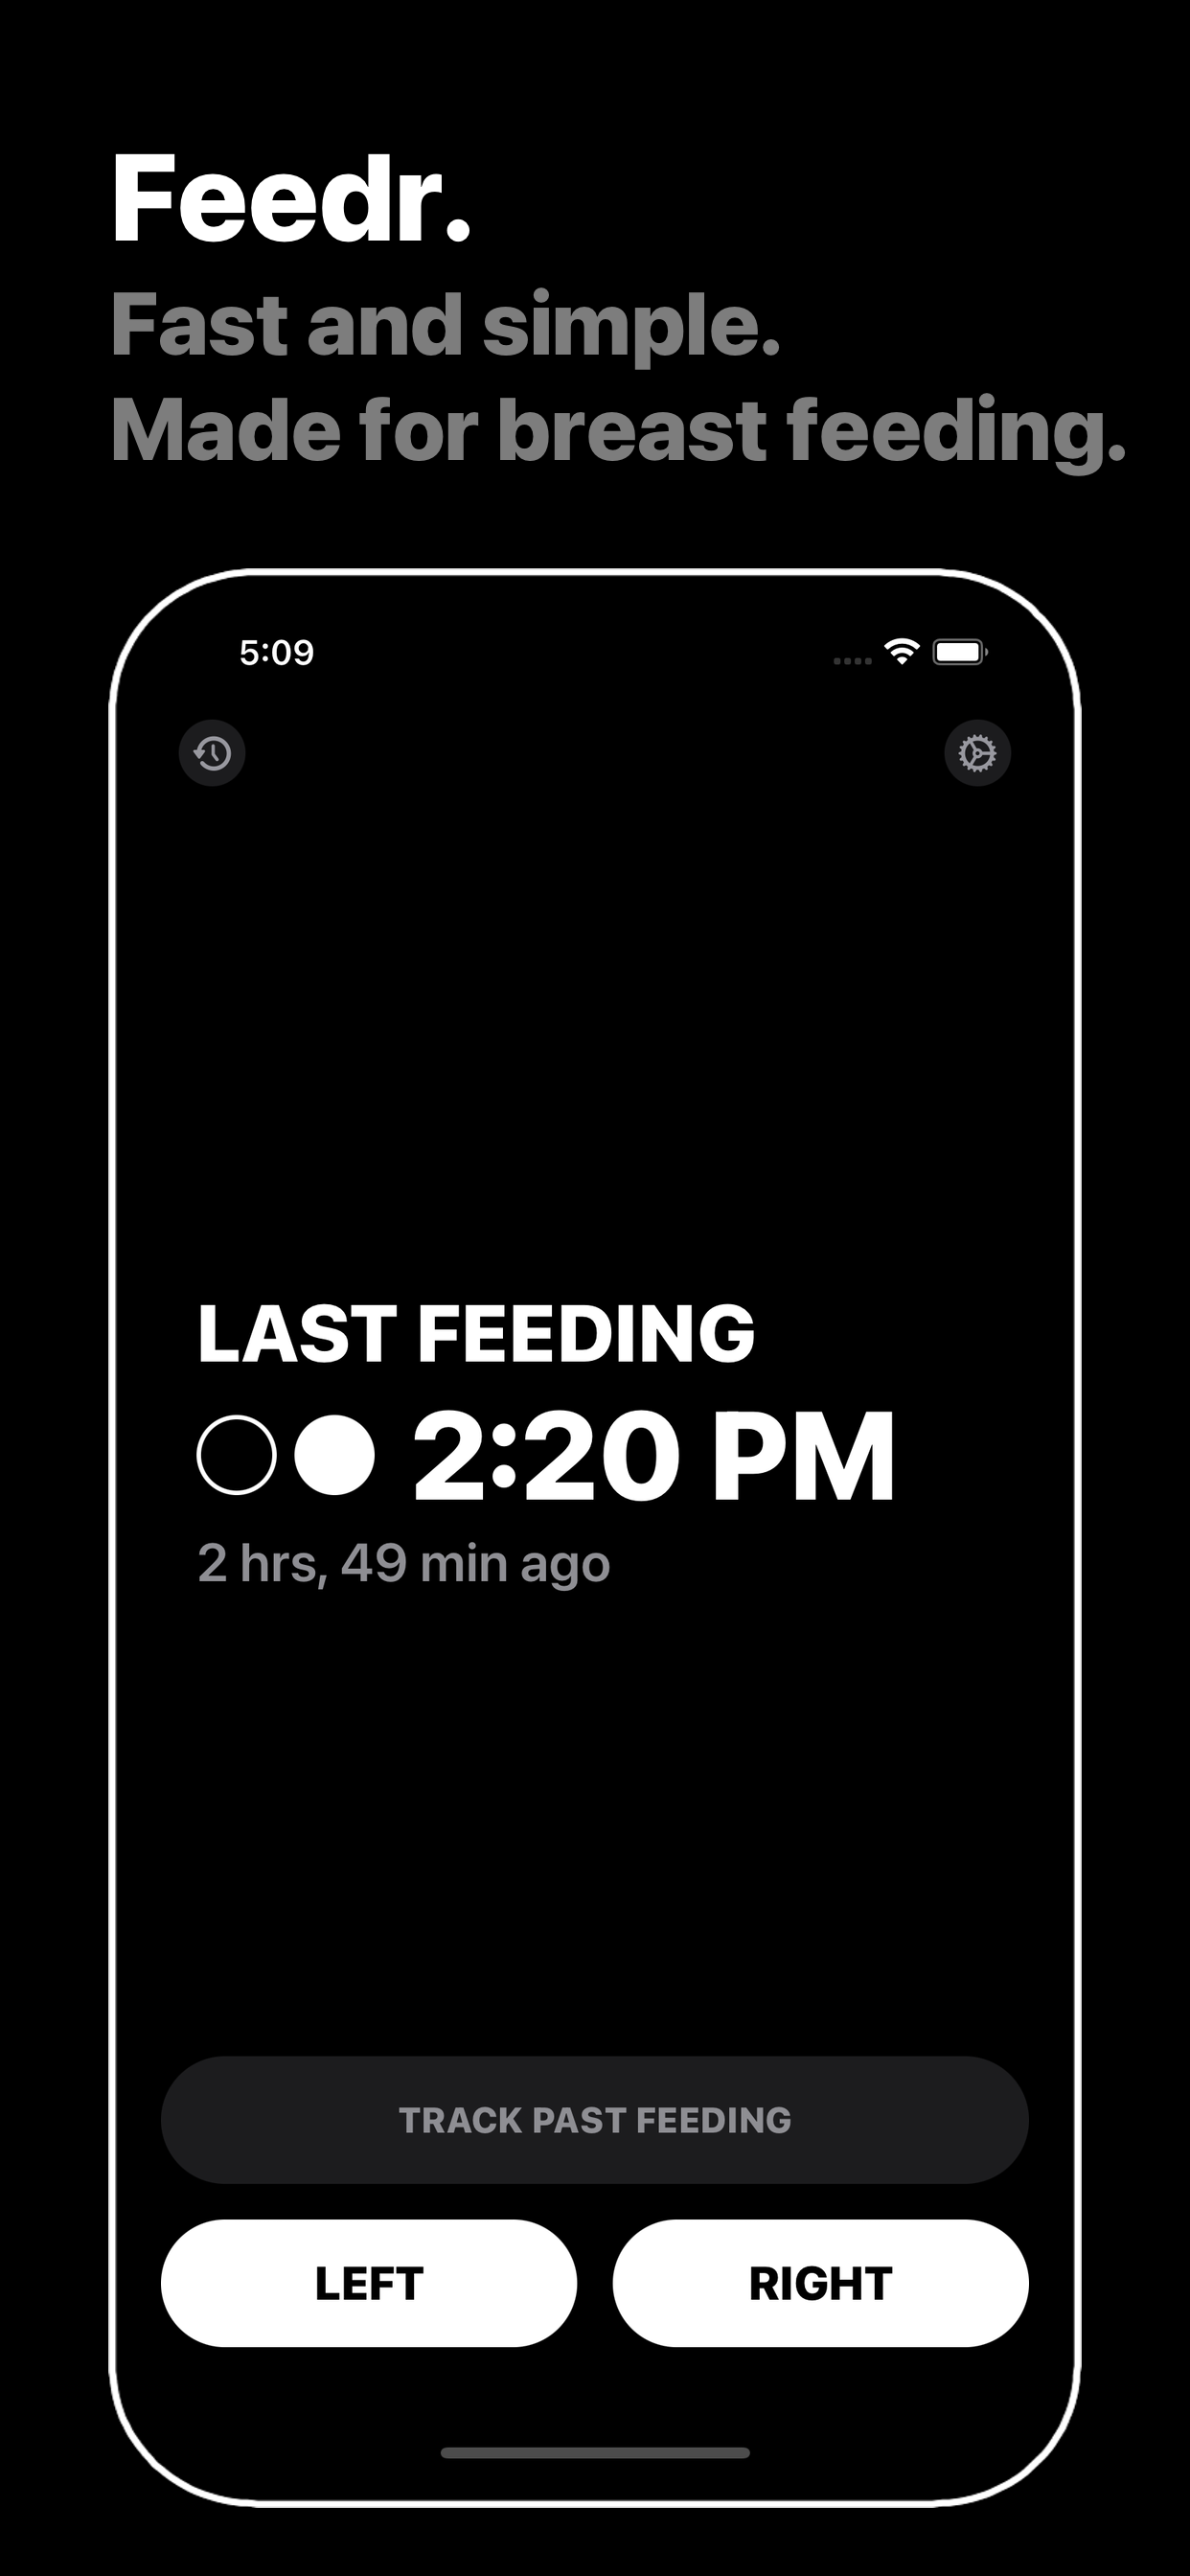 Feedr.
Fast and simple.
Made for breast feeding.
5:09
LAST FEEDING
2:20 PM
2 hrs, 49 min ago
TRACK PAST FEEDING
LEFT
RIGHT